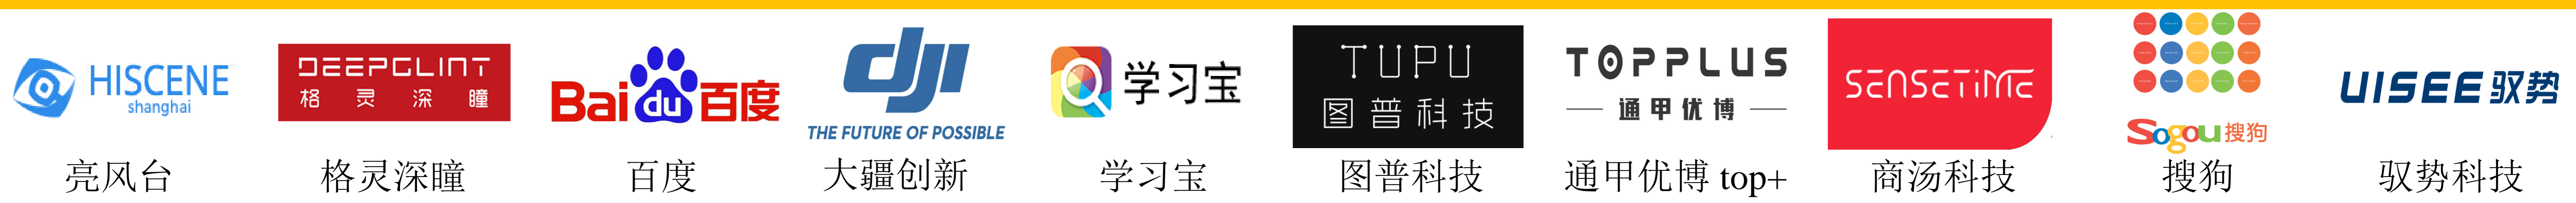 HISCENE
shanghai
亮风台
DEEPGLINT
格灵深瞳
格灵深瞳
Bai du 百度
百度
dji
THE FUTURE OF POSSIBLE
大疆创新
学习宝
学习宝
TUPU
图普科技
图普科技
TOPPLUS
通甲优博
通甲优博 top+
SENSETIME
商汤科技
Sogou 搜狗
搜狗
UISEE 驭势
驭势科技